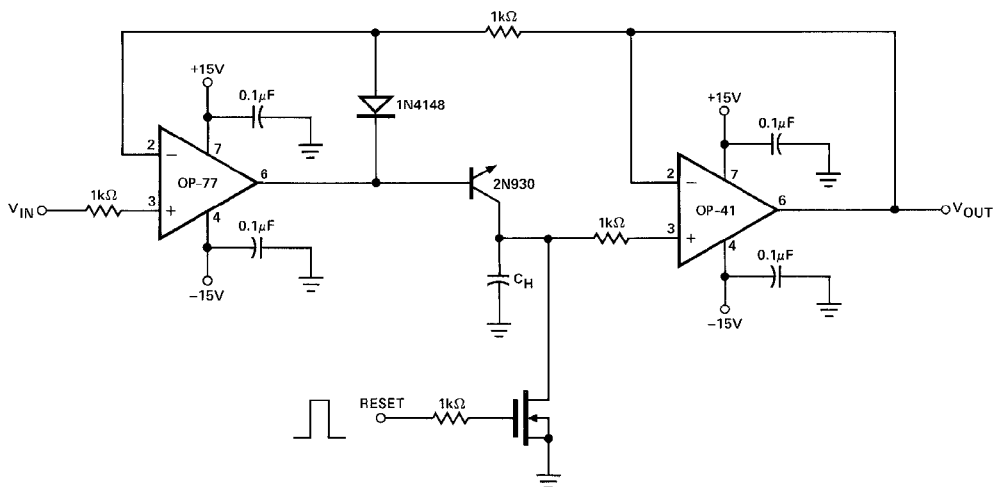 1kΩ
+15V
0.1µF
1N4148
+15V
0.1µF
2
−
7
OP-77
6
2N930
2
−
7
OP-41
6
VIN
1kΩ
3
+
4
0.1µF
1kΩ
3
+
4
VOUT
0.1µF
−15V
CH
−15V
RESET
1kΩ